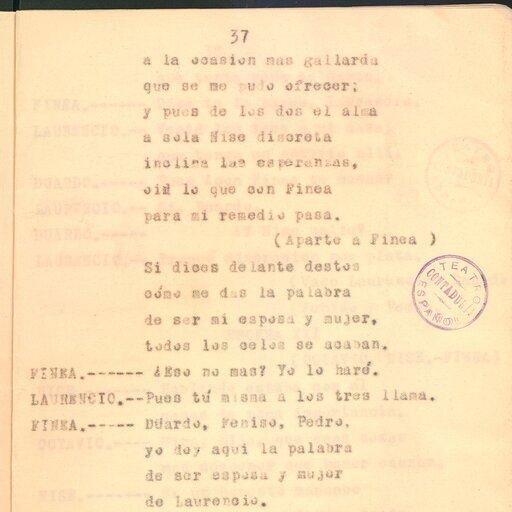 37
a la ocasion mas gallarda
que se me pudo ofrecer;
y pues de los dos el alma
a sola Nise discreta
inclina las esperanzas,
oid lo que con Finea
para mi remedio pasa.
(Aparte a Finea )
Si dices delante destos
cómo me das la palabra
de ser mi esposa y mujer,
todos los celos se acaban.
FINEA.------ ¿Eso no mas? Yo lo haré.
LAURENCIO.--Pues tú misma a los tres llama.
FINEA.----- Duardo, Feniso, Pedro,
yo doy aqui la palabra
de ser esposa y mujer
de Laurencio.
TEATRO
CONTADURIA
ESPAÑOL